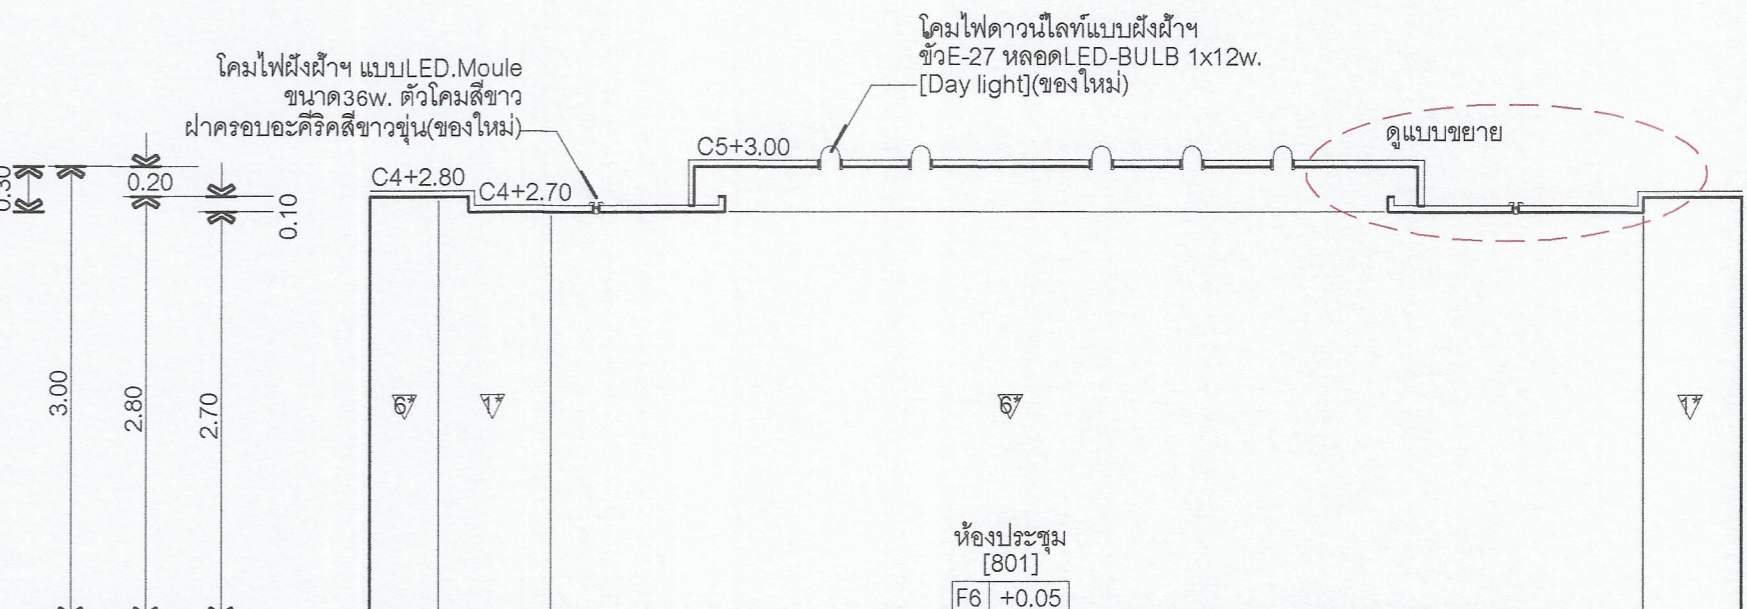 โคมไฟดาวน์ไลท์แบบฝังฝ้าฯ
ขั้วE-27 หลอดLED-BULB 1x12w.
[Day light](ของใหม่)
โคมไฟฝังฝ้าฯ แบบLED.Moule
ขนาด36w. ตัวโคมสีขาว
ฝาครอบอะคีริคสีขาวขุ่น(ของใหม่)
ดูแบบขยาย
C5+3.00
C4+2.80
C4+2.70
0.30
0.20
0.10
3.00
2.80
2.70
6*
1*
6*
1*
ห้องประชุม
[801]
F6 +0.05